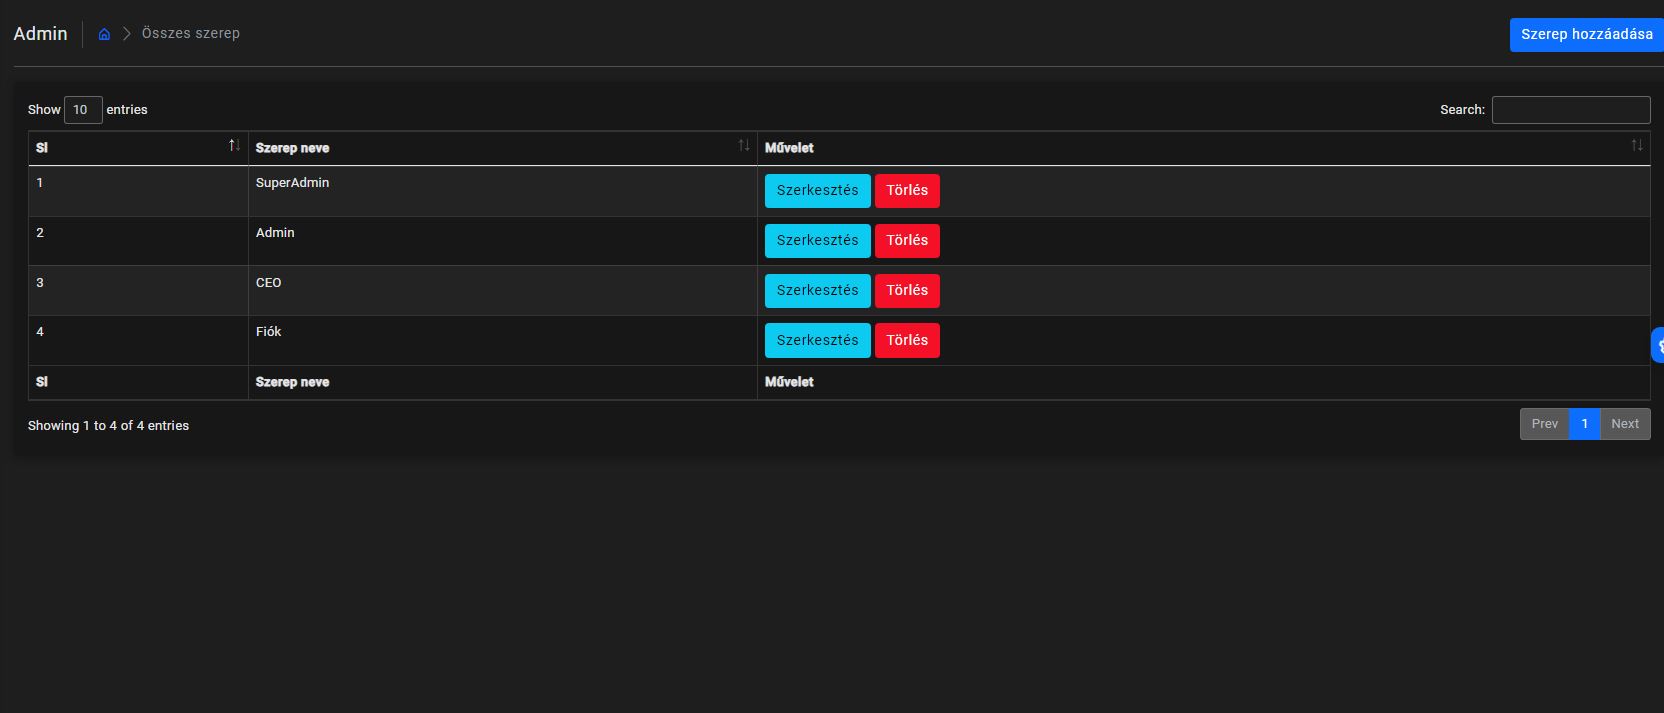 Admin Összes szerep Szerep hozzáadása
Show 10 entries Search:
Sl Szerep neve Művelet
1 SuperAdmin Szerkesztés Törlés
2 Admin Szerkesztés Törlés
3 CEO Szerkesztés Törlés
4 Fiók Szerkesztés Törlés
Sl Szerep neve Művelet
Showing 1 to 4 of 4 entries Prev 1 Next